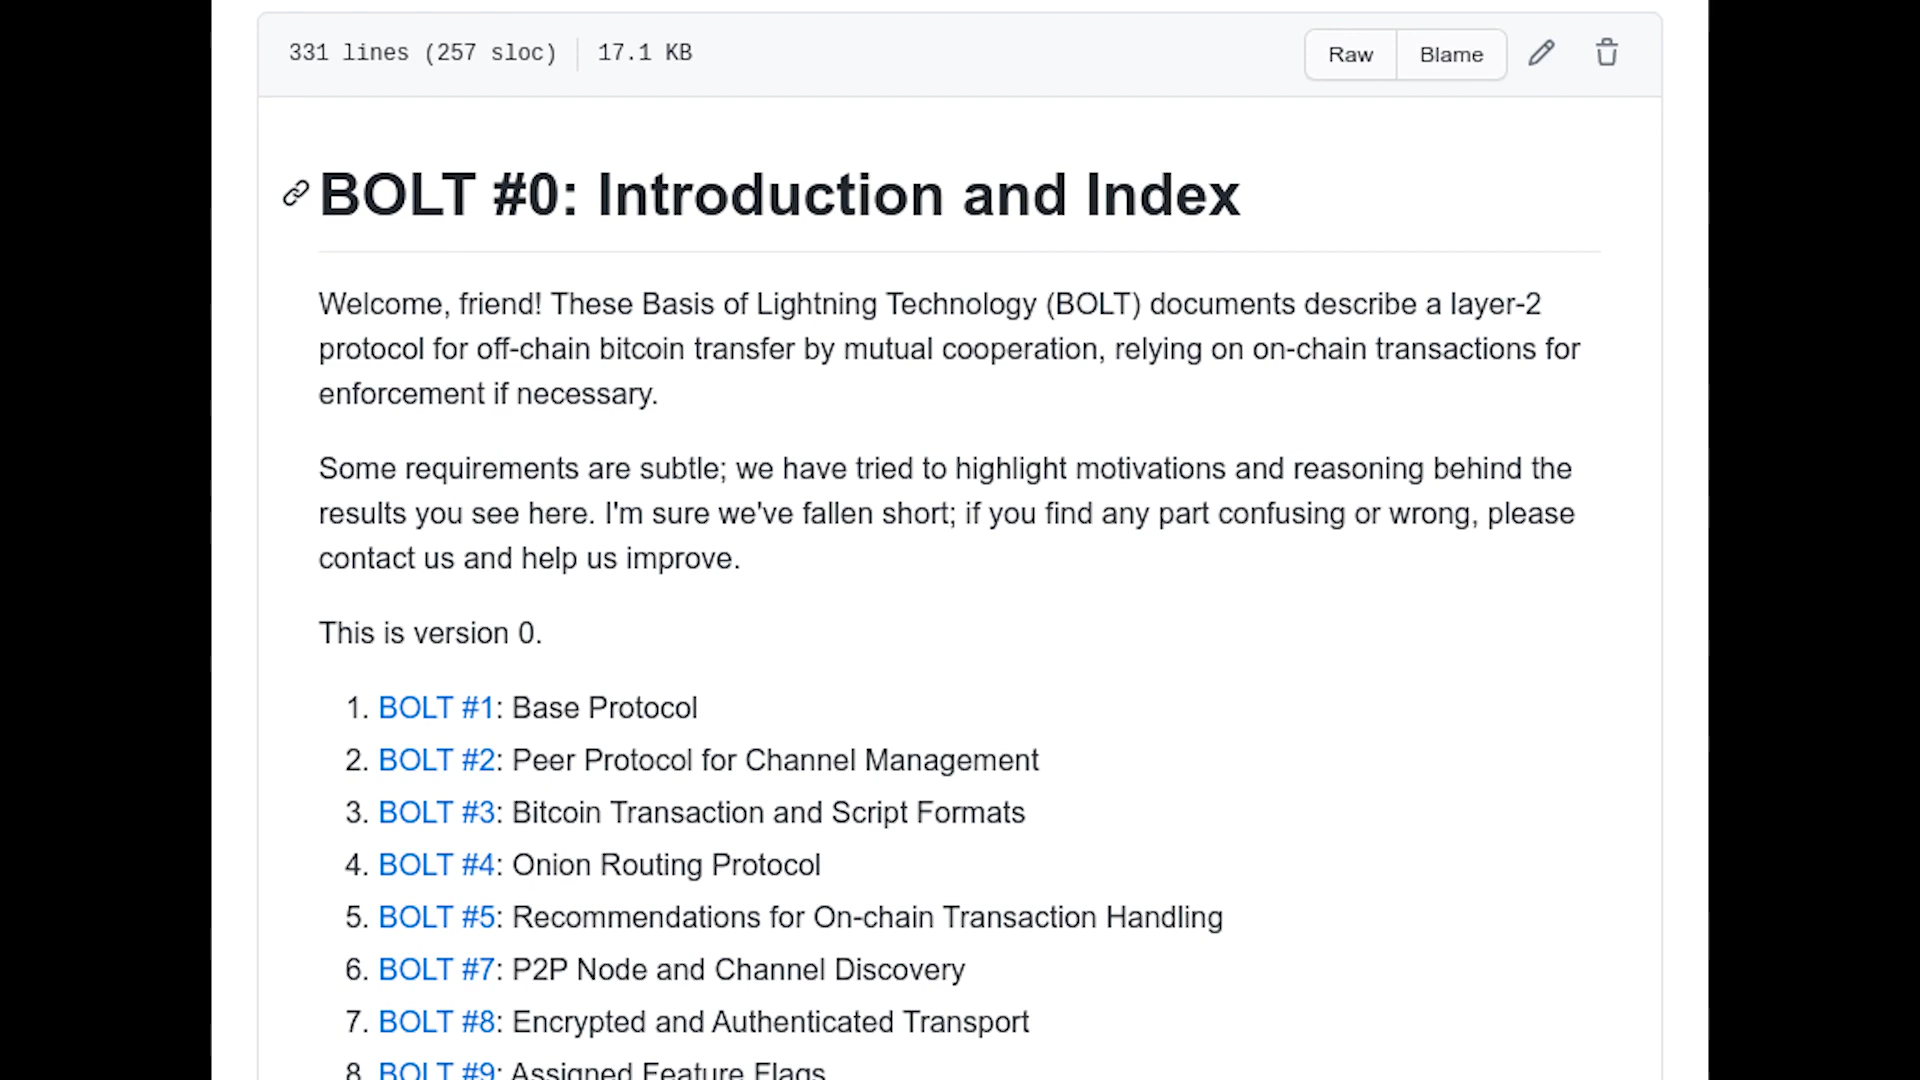 331 lines (257 sloc) 17.1 KB
Raw Blame
BOLT #0: Introduction and Index
Welcome, friend! These Basis of Lightning Technology (BOLT) documents describe a layer-2
protocol for off-chain bitcoin transfer by mutual cooperation, relying on on-chain transactions for
enforcement if necessary.
Some requirements are subtle; we have tried to highlight motivations and reasoning behind the
results you see here. I'm sure we've fallen short; if you find any part confusing or wrong, please
contact us and help us improve.
This is version 0.
1. BOLT #1: Base Protocol
2. BOLT #2: Peer Protocol for Channel Management
3. BOLT #3: Bitcoin Transaction and Script Formats
4. BOLT #4: Onion Routing Protocol
5. BOLT #5: Recommendations for On-chain Transaction Handling
6. BOLT #7: P2P Node and Channel Discovery
7. BOLT #8: Encrypted and Authenticated Transport
8. BOLT #9: Assigned Feature Flags